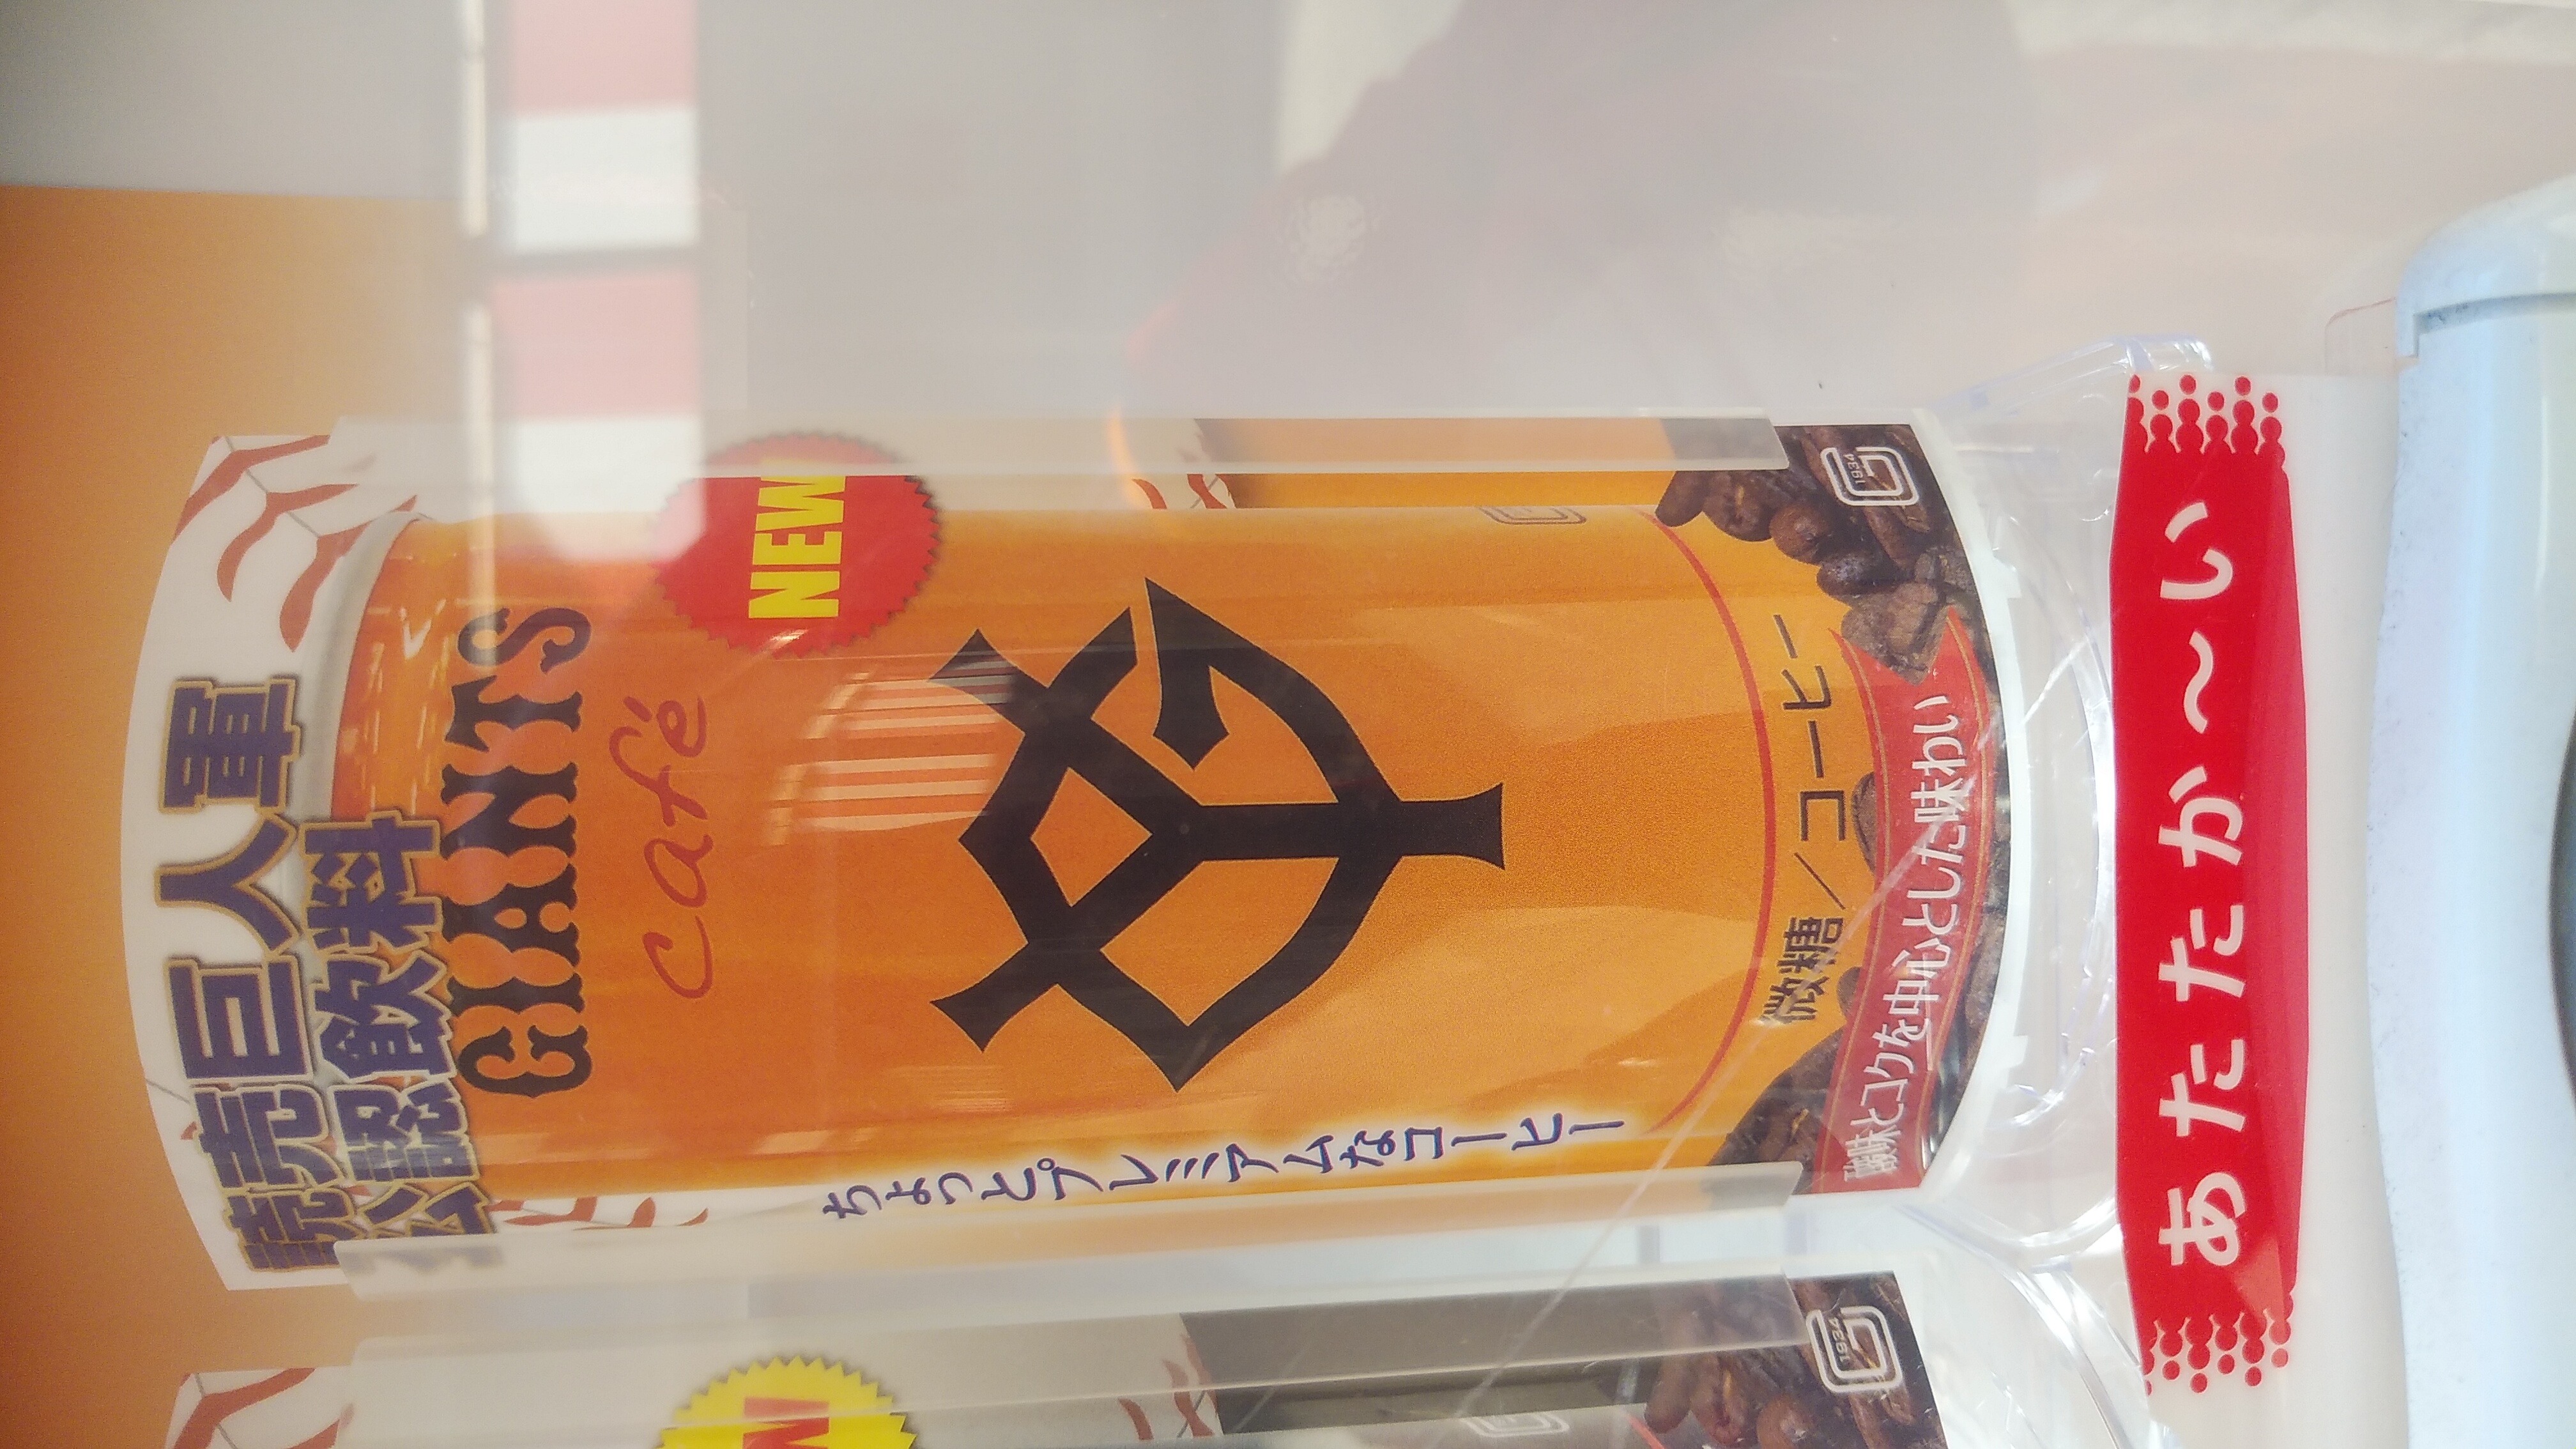 読売巨人軍
公認飲料
GIANTS
café
NEW
ちょっとプレミアムなコーヒー
微糖/コーヒー
酸味とコクを中心とした味わい
1934
あたたか~い
1934